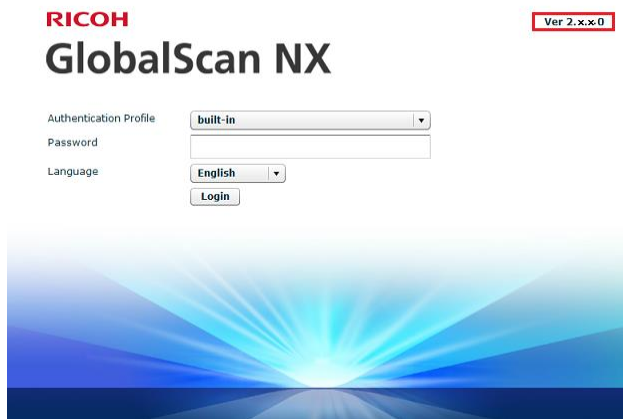 RICOH
Ver 2.x.x.0
GlobalScan NX
Authentication Profile
built-in
Password
Language
English
Login